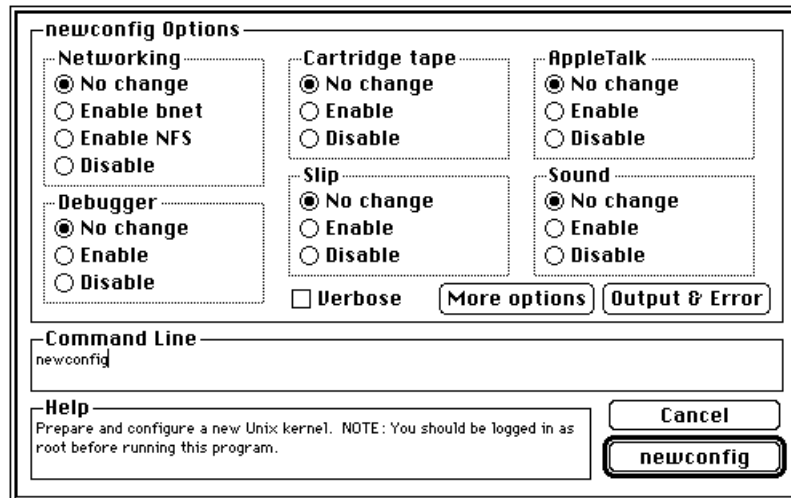 newconfig Options
Networking
No change
Enable bnet
Enable NFS
Disable
Debugger
No change
Enable
Disable
Cartridge tape
No change
Enable
Disable
Slip
No change
Enable
Disable
AppleTalk
No change
Enable
Disable
Sound
No change
Enable
Disable
Verbose
More options
Output & Error
Command Line
newconfig
Help
Prepare and configure a new Unix kernel. NOTE: You should be logged in as
root before running this program.
Cancel
newconfig